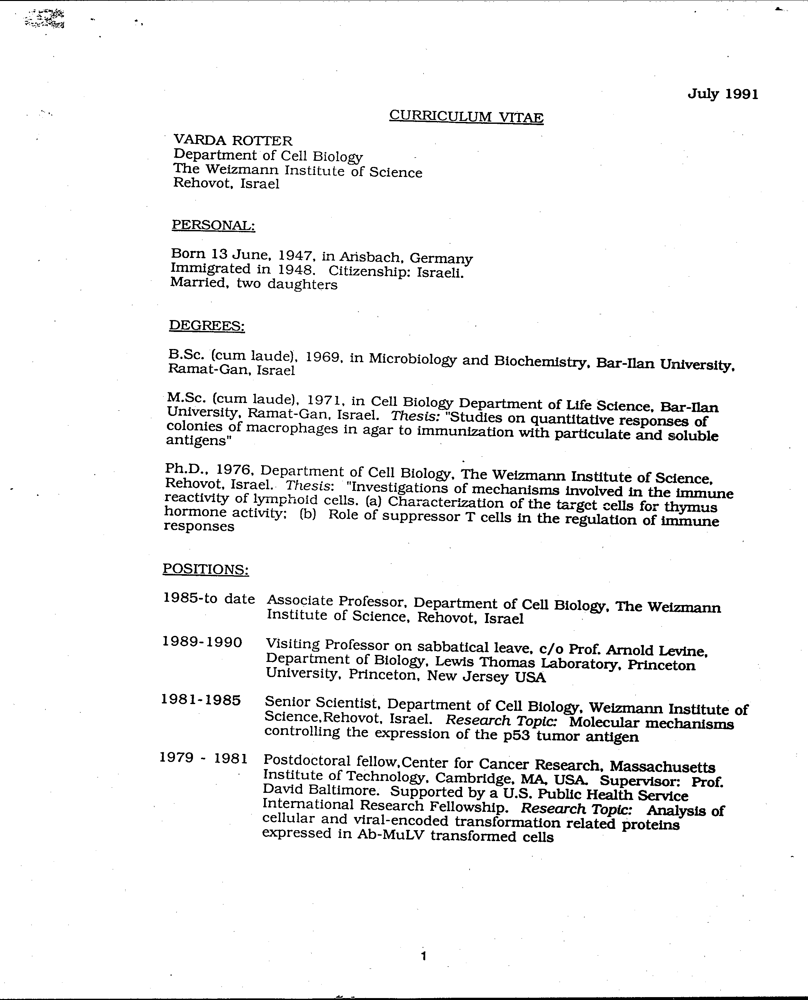 July 1991
CURRICULUM VITAE
VARDA ROTTER
Department of Cell Biology
The Weizmann Institute of Science
Rehovot, Israel
PERSONAL:
Born 13 June, 1947, in Ansbach, Germany
Immigrated in 1948. Citizenship: Israeli.
Married, two daughters
DEGREES:
B.Sc. (cum laude), 1969, in Microbiology and Biochemistry, Bar-Ilan University,
Ramat-Gan, Israel
M.Sc. (cum laude), 1971, in Cell Biology Department of Life Science, Bar-Ilan
University, Ramat-Gan, Israel. Thesis: "Studies on quantitative responses of
colonies of macrophages in agar to immunization with particulate and soluble
antigens"
Ph.D., 1976, Department of Cell Biology, The Weizmann Institute of Science,
Rehovot, Israel. Thesis: "Investigations of mechanisms involved in the immune
reactivity of lymphoid cells. (a) Characterization of the target cells for thymus
hormone activity; (b) Role of suppressor T cells in the regulation of immune
responses
POSITIONS:
1985-to date Associate Professor, Department of Cell Biology, The Weizmann
Institute of Science, Rehovot, Israel
1989-1990 Visiting Professor on sabbatical leave, c/o Prof. Arnold Levine,
Department of Biology, Lewis Thomas Laboratory, Princeton
University, Princeton, New Jersey USA
1981-1985 Senior Scientist, Department of Cell Biology, Weizmann Institute of
Science,Rehovot, Israel. Research Topic: Molecular mechanisms
controlling the expression of the p53 tumor antigen
1979 - 1981 Postdoctoral fellow,Center for Cancer Research, Massachusetts
Institute of Technology, Cambridge, MA, USA. Supervisor: Prof.
David Baltimore. Supported by a U.S. Public Health Service
International Research Fellowship. Research Topic: Analysis of
cellular and viral-encoded transformation related proteins
expressed in Ab-MuLV transformed cells
1